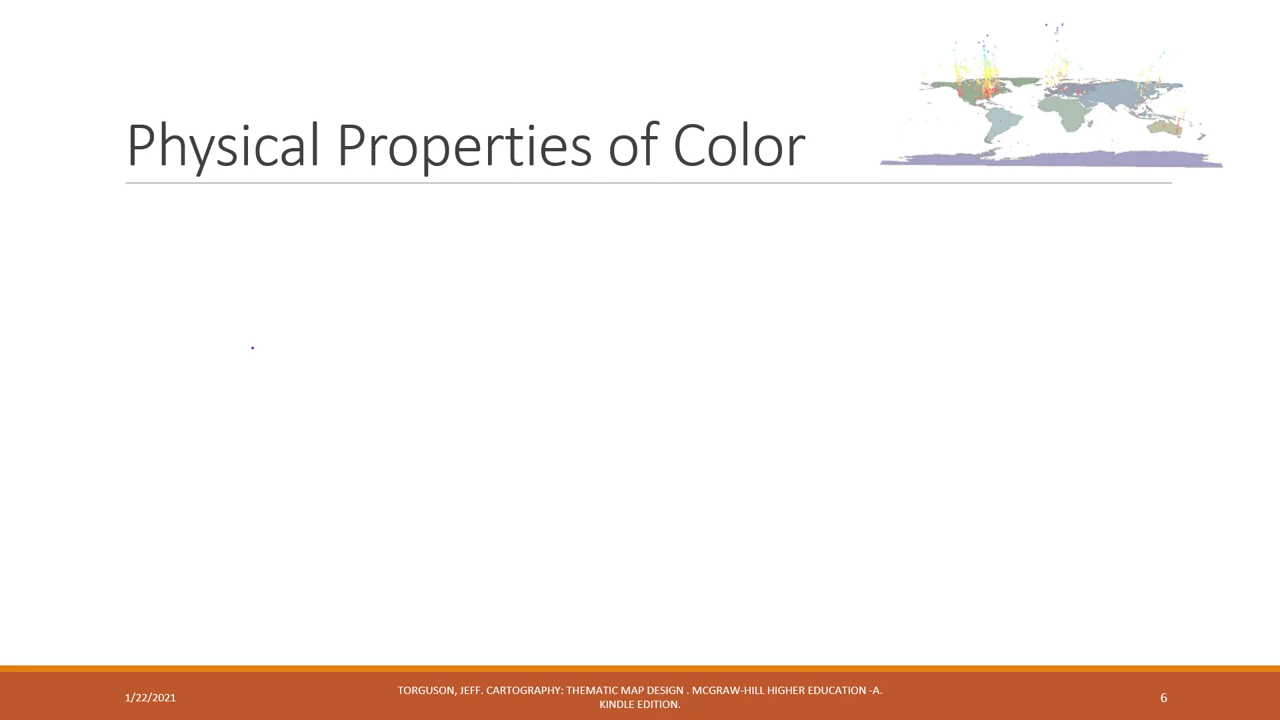 Physical Properties of Color
1/22/2021
TORGUSON, JEFF. CARTOGRAPHY: THEMATIC MAP DESIGN . MCGRAW-HILL HIGHER EDUCATION -A.
KINDLE EDITION.
6